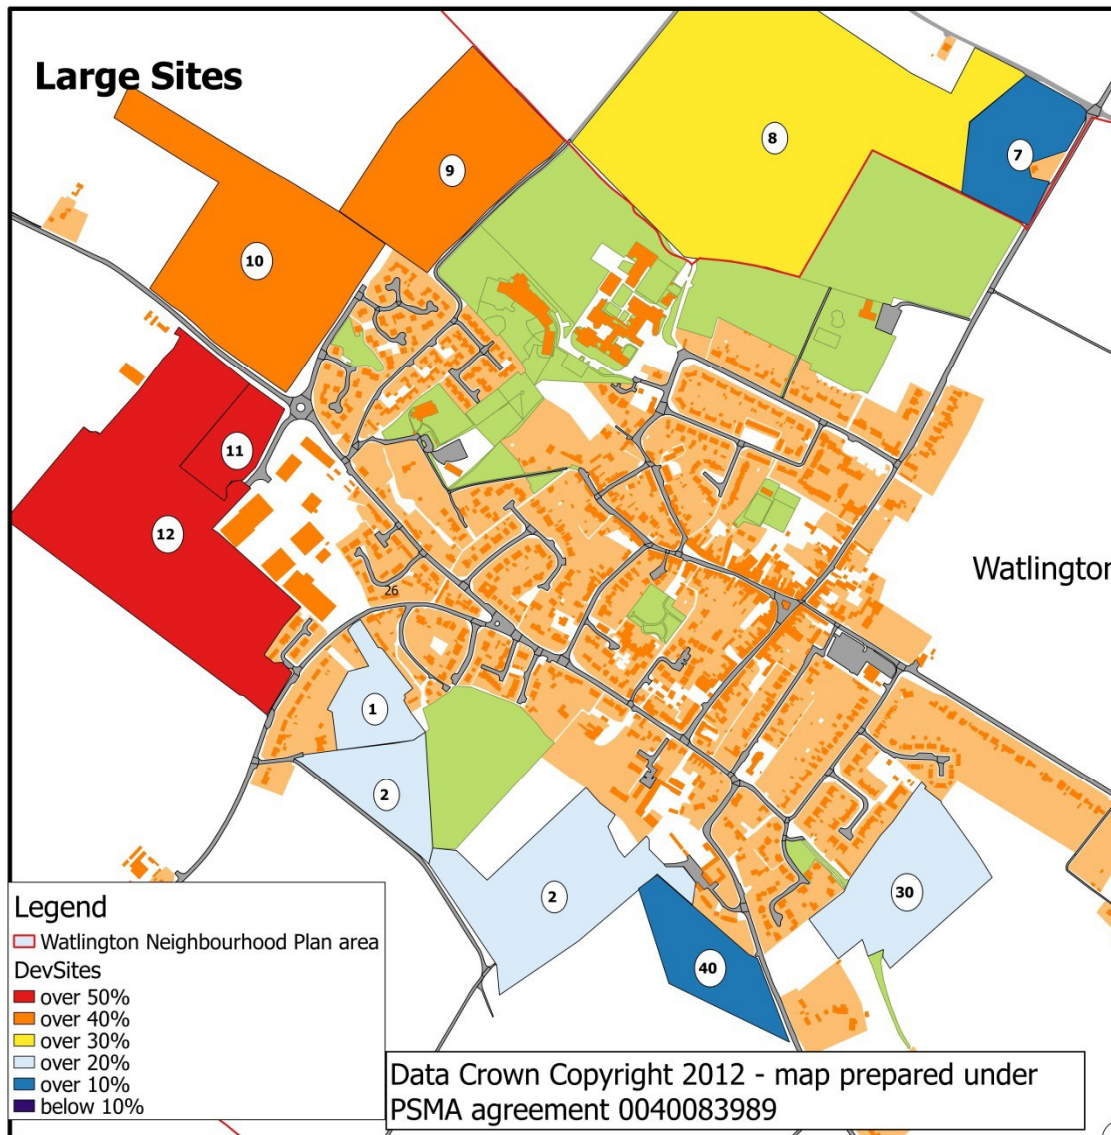 Large Sites
8
7
9
10
11
12
Watlington
26
1
2
2
30
40
Legend
Watlington Neighbourhood Plan area
DevSites
over 50%
over 40%
over 30%
over 20%
over 10%
below 10%
Data Crown Copyright 2012 - map prepared under
PSMA agreement 0040083989